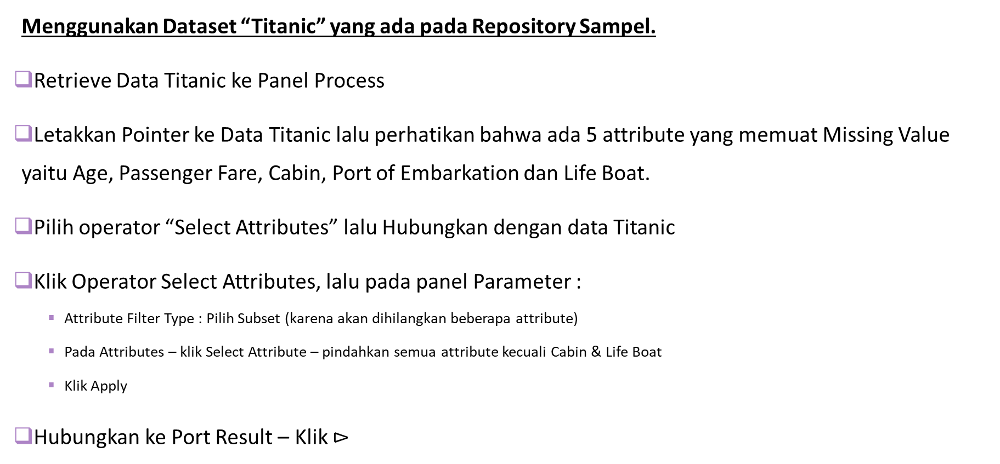 Menggunakan Dataset “Titanic” yang ada pada Repository Sampel.
❑Retrieve Data Titanic ke Panel Process
❑Letakkan Pointer ke Data Titanic lalu perhatikan bahwa ada 5 attribute yang memuat Missing Value
yaitu Age, Passenger Fare, Cabin, Port of Embarkation dan Life Boat.
❑Pilih operator “Select Attributes” lalu Hubungkan dengan data Titanic
❑Klik Operator Select Attributes, lalu pada panel Parameter :
▪ Attribute Filter Type : Pilih Subset (karena akan dihilangkan beberapa attribute)
▪ Pada Attributes – klik Select Attribute – pindahkan semua attribute kecuali Cabin & Life Boat
▪ Klik Apply
❑Hubungkan ke Port Result – Klik ⊳